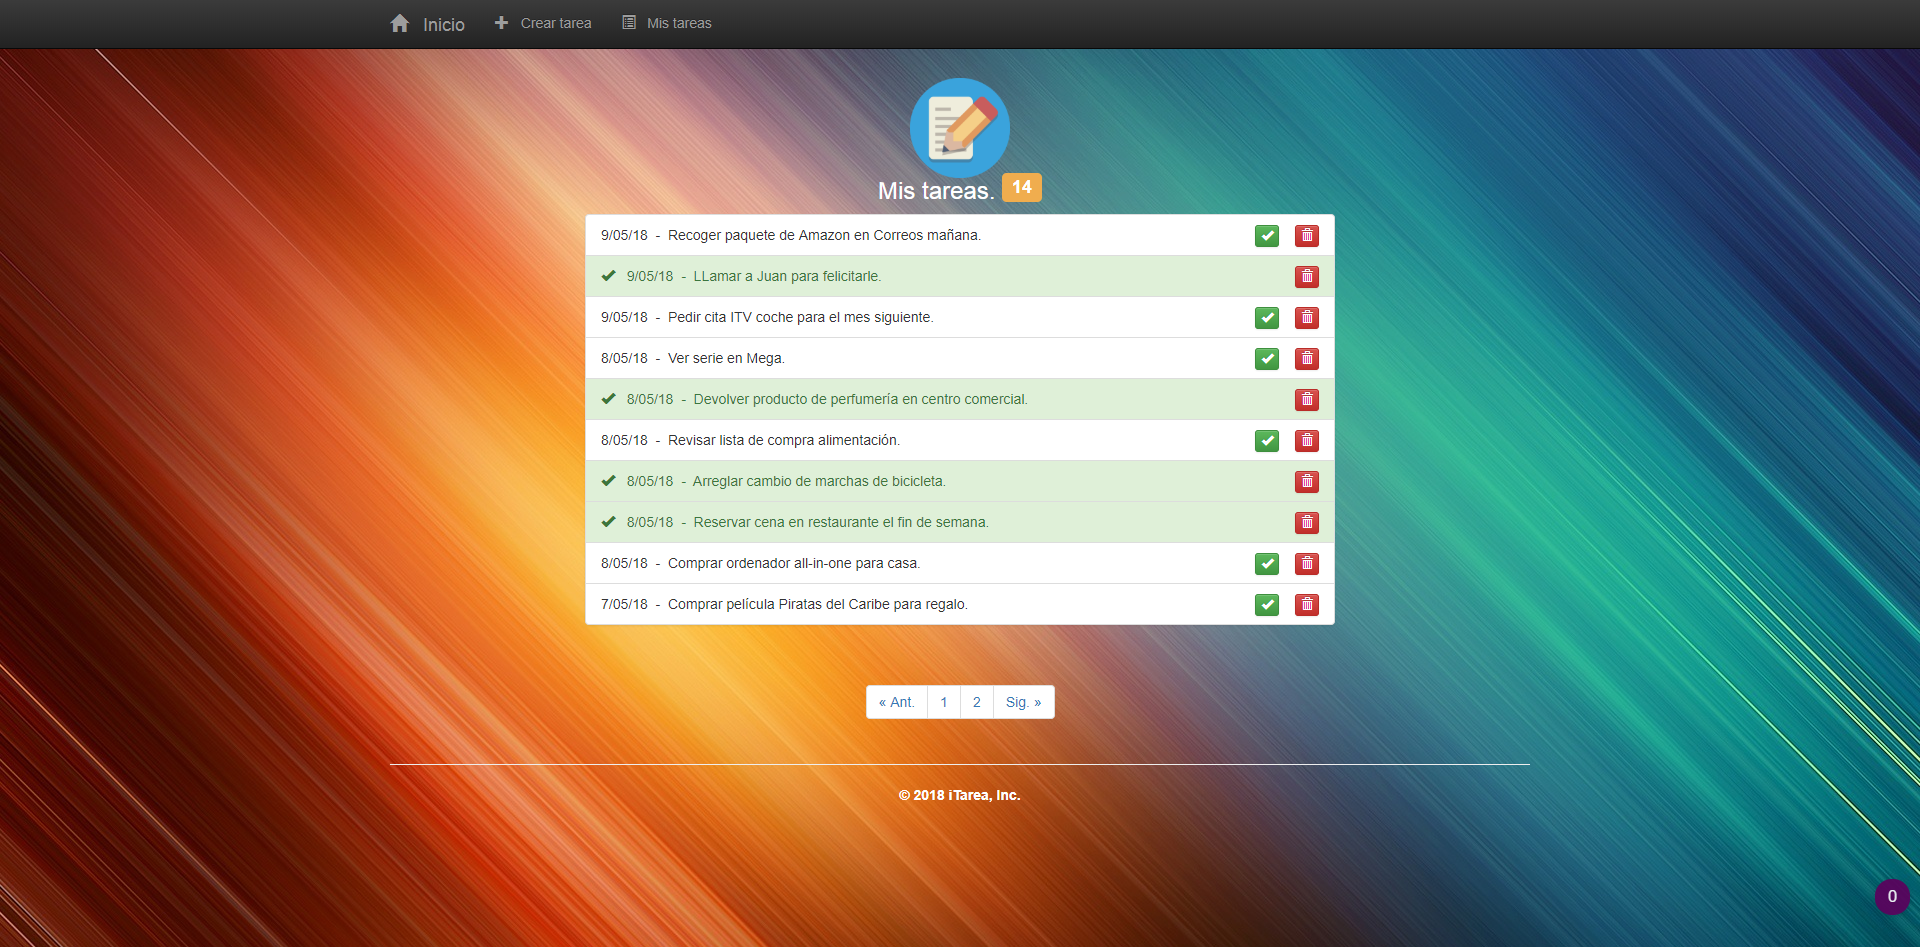 Inicio Crear tarea Mis tareas
Mis tareas. 14
9/05/18 - Recoger paquete de Amazon en Correos mañana.
9/05/18 - LLamar a Juan para felicitarle.
9/05/18 - Pedir cita ITV coche para el mes siguiente.
8/05/18 - Ver serie en Mega.
8/05/18 - Devolver producto de perfumería en centro comercial.
8/05/18 - Revisar lista de compra alimentación.
8/05/18 - Arreglar cambio de marchas de bicicleta.
8/05/18 - Reservar cena en restaurante el fin de semana.
8/05/18 - Comprar ordenador all-in-one para casa.
7/05/18 - Comprar película Piratas del Caribe para regalo.
« Ant. 1 2 Sig. »
© 2018 iTarea, Inc.
0